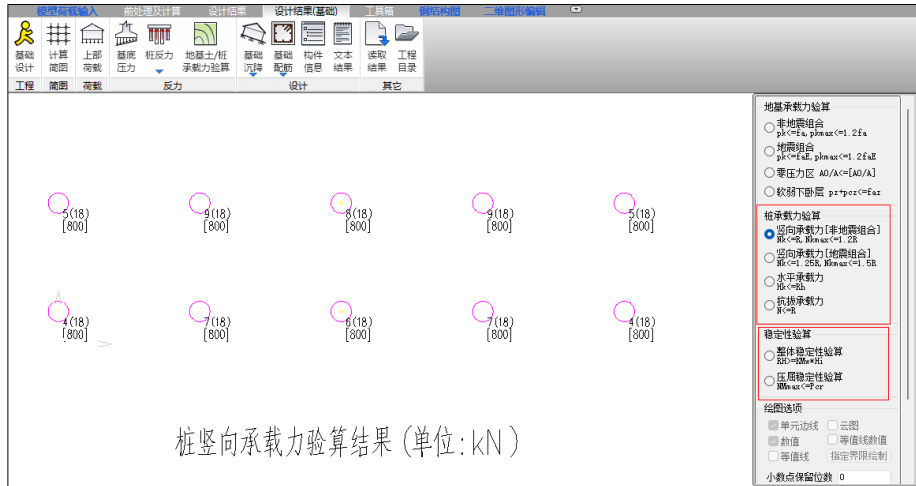 模型荷载输入 前处理及计算 设计结果 设计结果(基础) 工具箱 钢结构图 二维图形编辑
基础设计 计算简图 上部荷载 基底压力 桩反力 地基土/桩承载力验算 基础沉降 基础配筋 构件信息 文本结果 读取结果 工程目录
工程 简图 荷载 反力 设计 其它
地基承载力验算
非地震组合
pk<=fa,pkmax<=1.2fa
地震组合
pk<=faE,pkmax<=1.2faE
零压力区 A0/A<=[A0/A]
软弱下卧层 pz+pcz<=faz
桩承载力验算
竖向承载力[非地震组合]
Nk<=R,Nkmax<=1.2R
竖向承载力[地震组合]
Nk<=1.25R,Nkmax<=1.5R
水平承载力
Hk<=Rh
抗拔承载力
N<=R
稳定性验算
整体稳定性验算
RH>=KMw*Hi
压屈稳定性验算
NMmax<=Pcr
绘图选项
单元边线 云图
数值 等值线数值
等值线 指定界限绘制
小数点保留位数 0
5(18) 9(18) 8(18) 9(18) 5(18)
[800] [800] [800] [800] [800]
4(18) 7(18) 6(18) 7(18) 4(18)
[800] [800] [800] [800] [800]
桩竖向承载力验算结果(单位:kN)